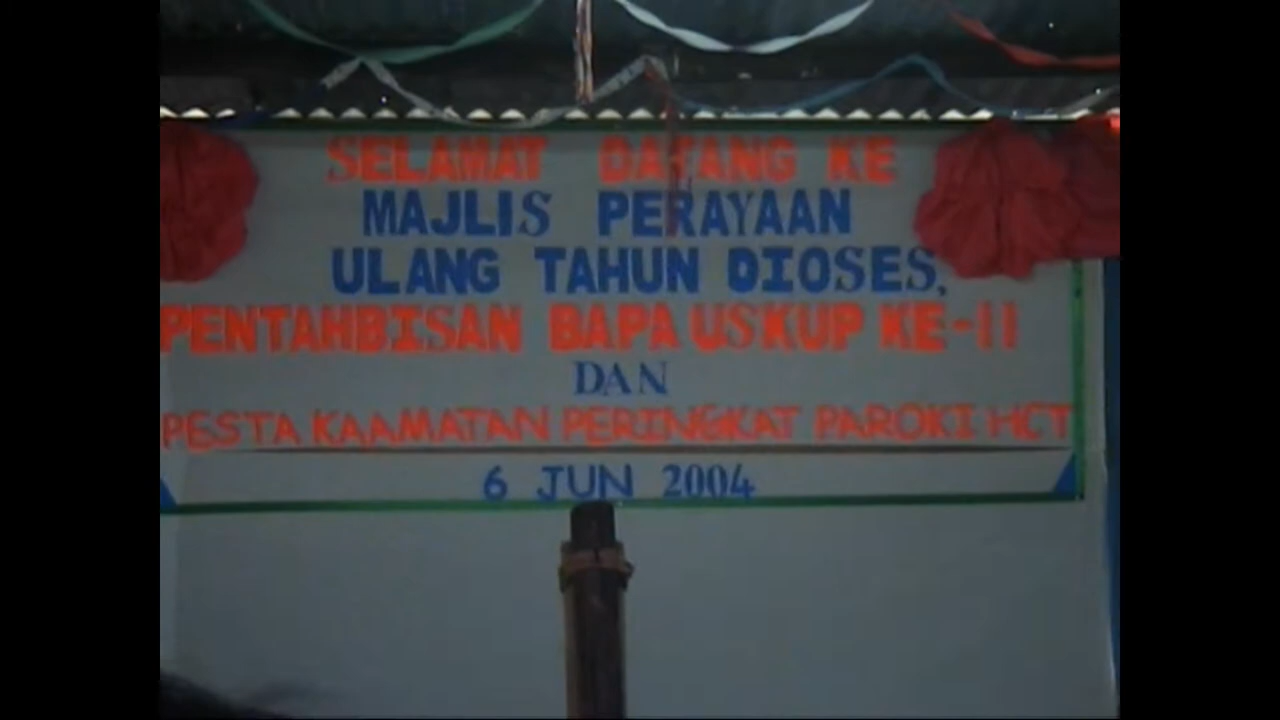 SELAMAT DATANG KE
MAJLIS PERAYAAN
ULANG TAHUN DIOSES,
PENTAHBISAN BAPA USKUP KE-II
DAN
PESTA KAAMATAN PERINGKAT PAROKI HCT
6 JUN 2004